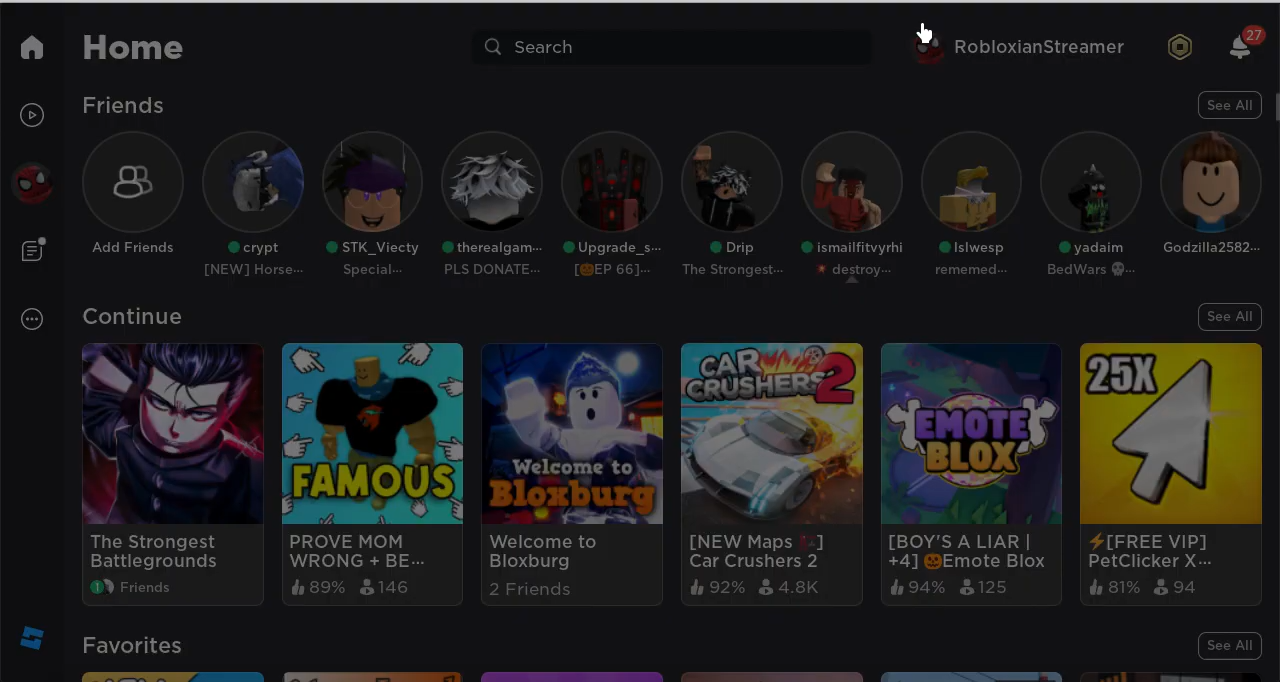 Home
Search
RobloxianStreamer
27
Friends
See All
Add Friends
crypt
[NEW] Horse...
STK_Viecty
Special...
therealgam...
PLS DONATE...
Upgrade_s...
[🎃EP 66]...
Drip
The Strongest...
ismailfitvyrhi
💥 destroy...
lslwesp
rememed...
yadaim
BedWars 💀...
Godzilla2582...
Continue
See All
The Strongest
Battlegrounds
1 Friends
FAMOUS
PROVE MOM
WRONG + BE...
89% 146
Welcome to
Bloxburg
Welcome to
Bloxburg
2 Friends
CAR
CRUSHERS 2
[NEW Maps ]
Car Crushers 2
92% 4.8K
EMOTE
BLOX
[BOY'S A LIAR |
+4] 🎃Emote Blox
94% 125
25X
⚡[FREE VIP]
PetClicker X...
81% 94
Favorites
See All